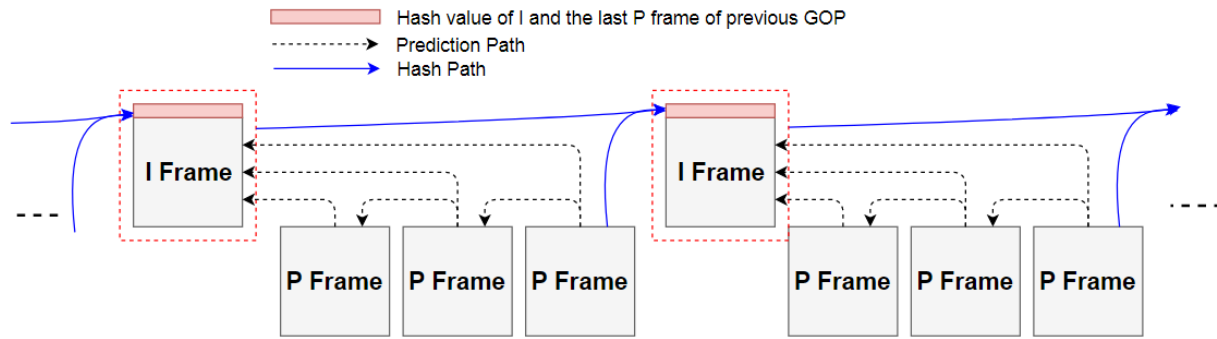 Hash value of I and the last P frame of previous GOP
Prediction Path
Hash Path
I Frame
I Frame
P Frame
P Frame
P Frame
P Frame
P Frame
P Frame